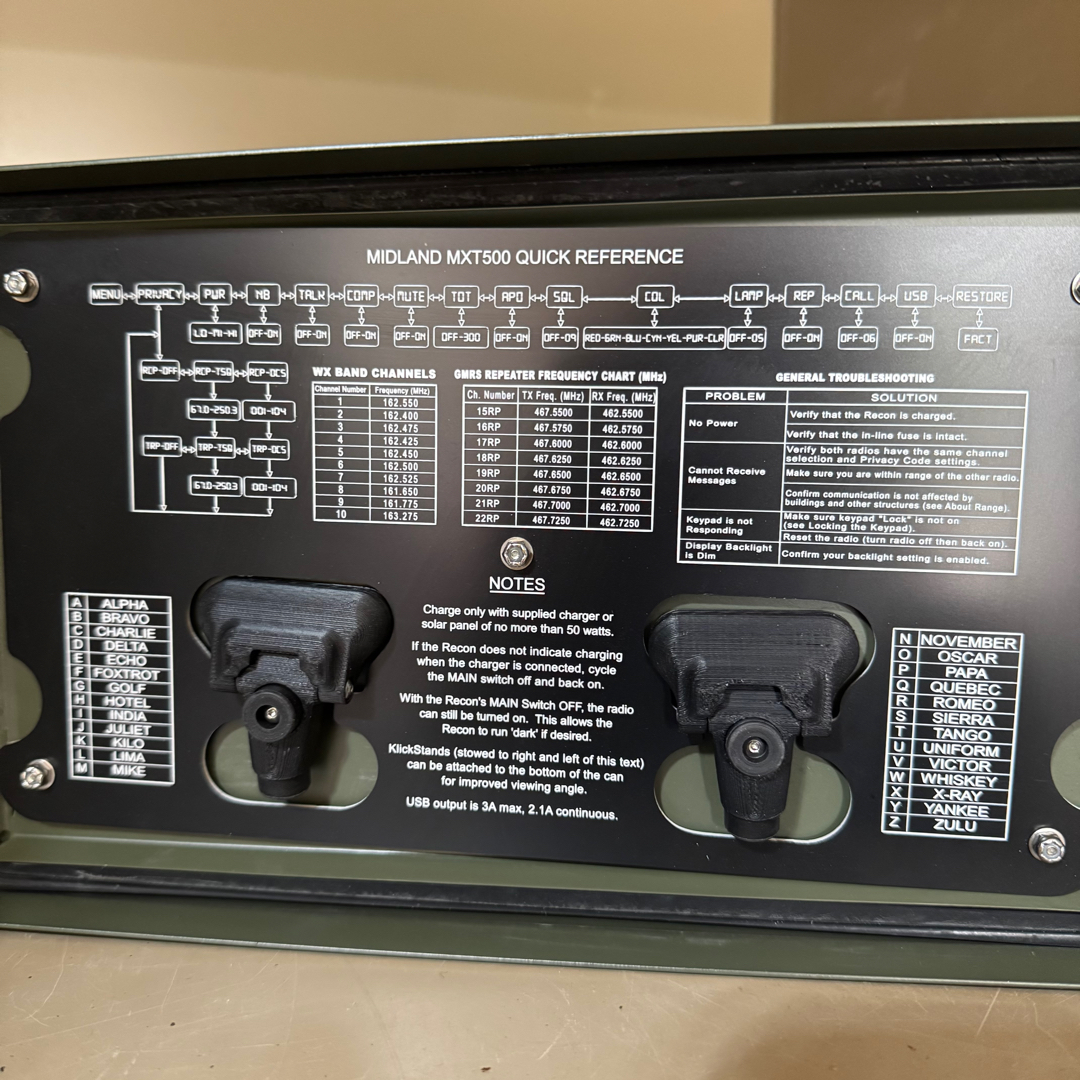 MIDLAND MXT500 QUICK REFERENCE
MENU PRIVACY PWR NB TALK COMP MUTE TOT APO SQL COL LAMP REP CALL USB RESTORE
LO-MI-HI OFF-ON OFF-ON OFF-ON OFF-ON OFF-300 OFF-ON OFF-09 RED-GRN-BLU-CYN-YEL-PUR-CLR OFF-05 OFF-ON OFF-06 OFF-ON FACT
RCP-OFF RCP-TSQ RCP-DCS
67.0-250.3 001-104
TRP-OFF TRP-TSQ TRP-DCS
67.0-250.3 001-104
WX BAND CHANNELS
Channel Number Frequency (MHz)
1 162.550
2 162.400
3 162.475
4 162.425
5 162.450
6 162.500
7 162.525
8 161.650
9 161.775
10 163.275
GMRS REPEATER FREQUENCY CHART (MHz)
Ch. Number TX Freq. (MHz) RX Freq. (MHz)
15RP 467.5500 462.5500
16RP 467.5750 462.5750
17RP 467.6000 462.6000
18RP 467.6250 462.6250
19RP 467.6500 462.6500
20RP 467.6750 462.6750
21RP 467.7000 462.7000
22RP 467.7250 462.7250
GENERAL TROUBLESHOOTING
PROBLEM SOLUTION
No Power
Verify that the Recon is charged.
Verify that the in-line fuse is intact.
Cannot Receive
Messages
Verify both radios have the same channel
selection and Privacy Code settings.
Make sure you are within range of the other radio.
Confirm communication is not affected by
buildings and other structures (see About Range).
Keypad is not
Responding
Make sure keypad "Lock" is not on
(see Locking the Keypad).
Reset the radio (turn radio off then back on).
Display Backlight
is Dim
Confirm your backlight setting is enabled.
A ALPHA
B BRAVO
C CHARLIE
D DELTA
E ECHO
F FOXTROT
G GOLF
H HOTEL
I INDIA
J JULIET
K KILO
L LIMA
M MIKE
NOTES
Charge only with supplied charger or
solar panel of no more than 50 watts.
If the Recon does not indicate charging
when the charger is connected, cycle
the MAIN switch off and back on.
With the Recon's MAIN Switch OFF, the radio
can still be turned on. This allows the
Recon to run 'dark' if desired.
KlickStands (stowed to right and left of this text)
can be attached to the bottom of the can
for improved viewing angle.
USB output is 3A max, 2.1A continuous.
N NOVEMBER
O OSCAR
P PAPA
Q QUEBEC
R ROMEO
S SIERRA
T TANGO
U UNIFORM
V VICTOR
W WHISKEY
X X-RAY
Y YANKEE
Z ZULU